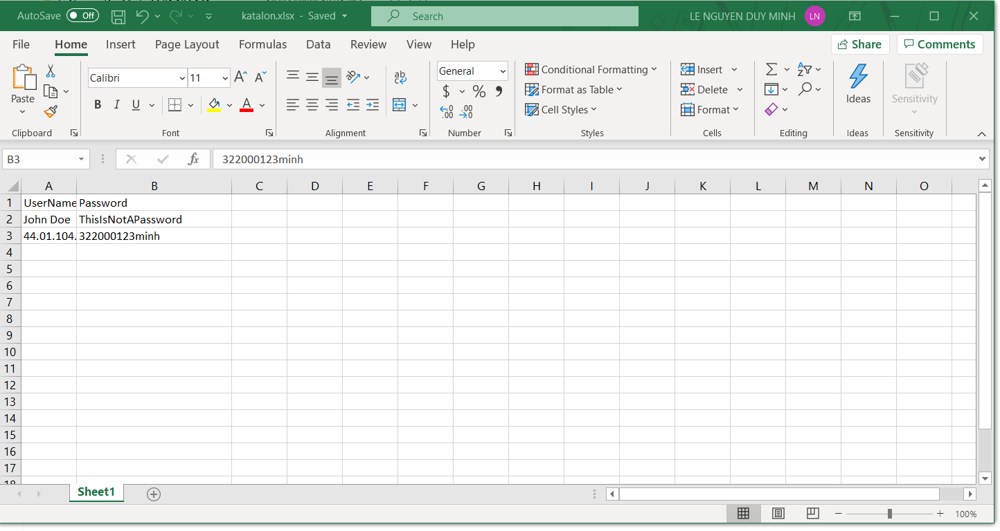 AutoSave Off katalon.xlsx - Saved Search LE NGUYEN DUY MINH LN
File Home Insert Page Layout Formulas Data Review View Help Share Comments
Calibri 11 General Conditional Formatting Insert
Paste $ % Format as Table Delete Ideas Sensitivity
B I U A Cell Styles Format
Clipboard Font Alignment Number Styles Cells Editing Ideas Sensitivity
B3 fx 322000123minh
A B C D E F G H I J K L M N O
1 UserName Password
2 John Doe ThisIsNotAPassword
3 44.01.104. 322000123minh
4
5
6
7
8
9
10
11
12
13
14
15
16
17
18
Sheet1
100%